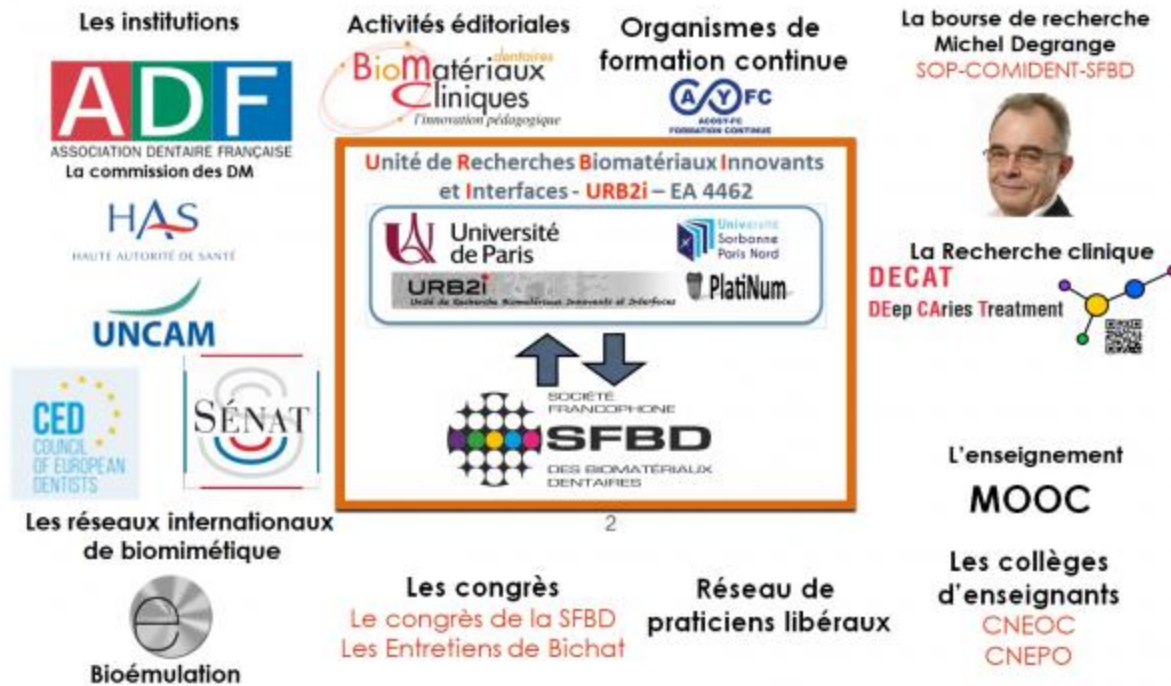 Les institutions
ADF
ASSOCIATION DENTAIRE FRANÇAISE
La commission des DM
HAS
HAUTE AUTORITÉ DE SANTÉ
UNCAM
CED
COUNCIL
OF EUROPEAN
DENTISTS
SÉNAT
Les réseaux internationaux
de biomimétique
e
Bioémulation
Activités éditoriales
dentaires
BioMatériaux
Cliniques
l'innovation pédagogique
Organismes de
formation continue
AYFC
ACOSY-FC
FORMATION CONTINUE
Unité de Recherches Biomatériaux Innovants
et Interfaces - URB2i – EA 4462
Université
de Paris
Université
Sorbonne
Paris Nord
URB2i
Unité de Recherche Biomatériaux Innovants et Interfaces
PlatiNum
SOCIÉTÉ
FRANCOPHONE
SFBD
DES BIOMATÉRIAUX
DENTAIRES
2
Les congrès
Le congrès de la SFBD
Les Entretiens de Bichat
Réseau de
praticiens libéraux
La bourse de recherche
Michel Degrange
SOP-COMIDENT-SFBD
La Recherche clinique
DECAT
DEep CAries Treatment
L'enseignement
MOOC
Les collèges
d'enseignants
CNEOC
CNEPO